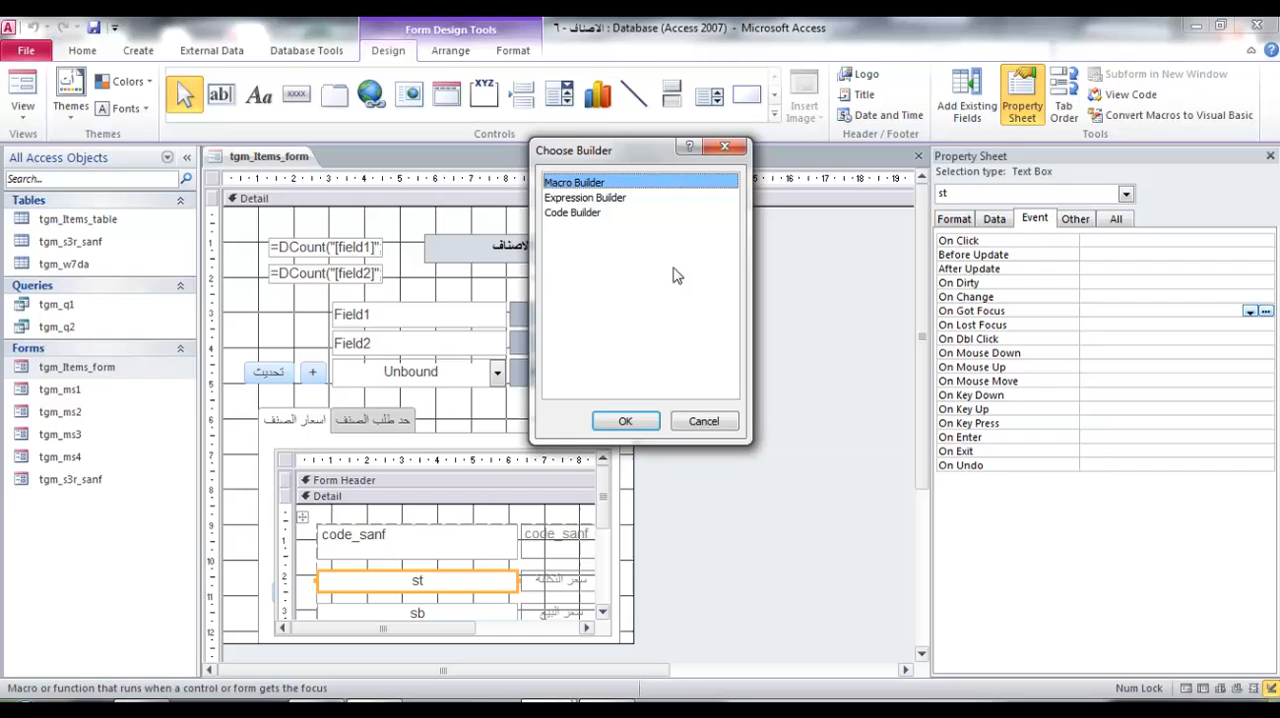 Form Design Tools
الاصناف - ٦ : Database (Access 2007) - Microsoft Access
File
Home
Create
External Data
Database Tools
Design
Arrange
Format
View
Views
Themes
Colors
Fonts
Themes
Controls
Insert Image
Logo
Title
Date and Time
Header / Footer
Add Existing Fields
Property Sheet
Tab Order
Subform in New Window
View Code
Convert Macros to Visual Basic
Tools
All Access Objects
Search...
Tables
tgm_Items_table
tgm_s3r_sanf
tgm_w7da
Queries
tgm_q1
tgm_q2
Forms
tgm_Items_form
tgm_ms1
tgm_ms2
tgm_ms3
tgm_ms4
tgm_s3r_sanf
tgm_Items_form
Detail
=DCount("[field1]";
=DCount("[field2]";
الاصناف
Field1
Field2
تحديث
+
Unbound
اسعار الصنف
حد طلب الصنف
Form Header
Detail
code_sanf
code_sanf
st
سعر التكلفة
sb
سعر البيع
Choose Builder
Macro Builder
Expression Builder
Code Builder
OK
Cancel
Property Sheet
Selection type: Text Box
st
Format
Data
Event
Other
All
On Click
Before Update
After Update
On Dirty
On Change
On Got Focus
On Lost Focus
On Dbl Click
On Mouse Down
On Mouse Up
On Mouse Move
On Key Down
On Key Up
On Key Press
On Enter
On Exit
On Undo
Macro or function that runs when a control or form gets the focus
Num Lock